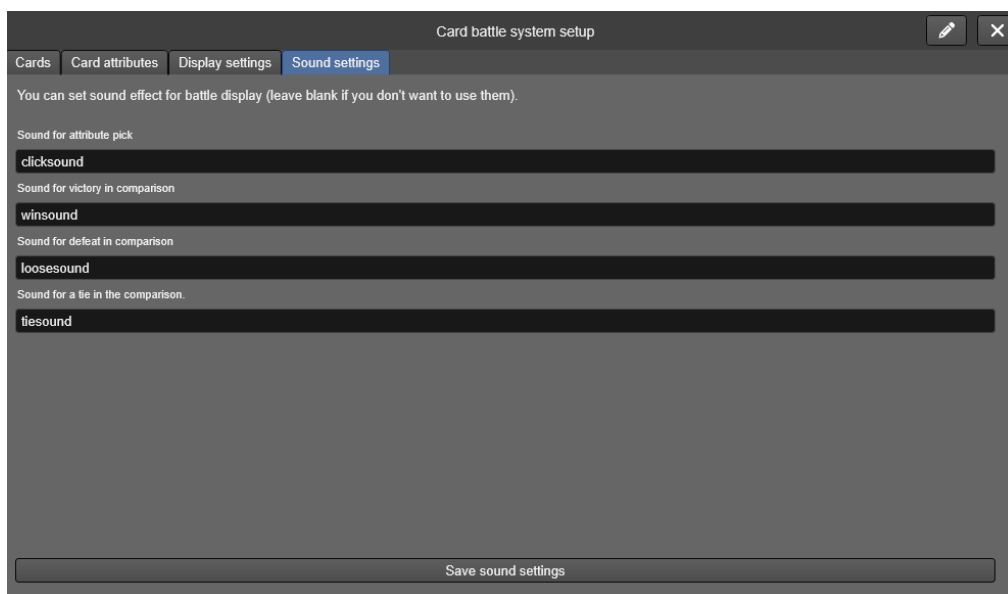 Card battle system setup
Cards Card attributes Display settings Sound settings
You can set sound effect for battle display (leave blank if you don't want to use them).
Sound for attribute pick
clicksound
Sound for victory in comparison
winsound
Sound for defeat in comparison
loosesound
Sound for a tie in the comparison.
tiesound
Save sound settings